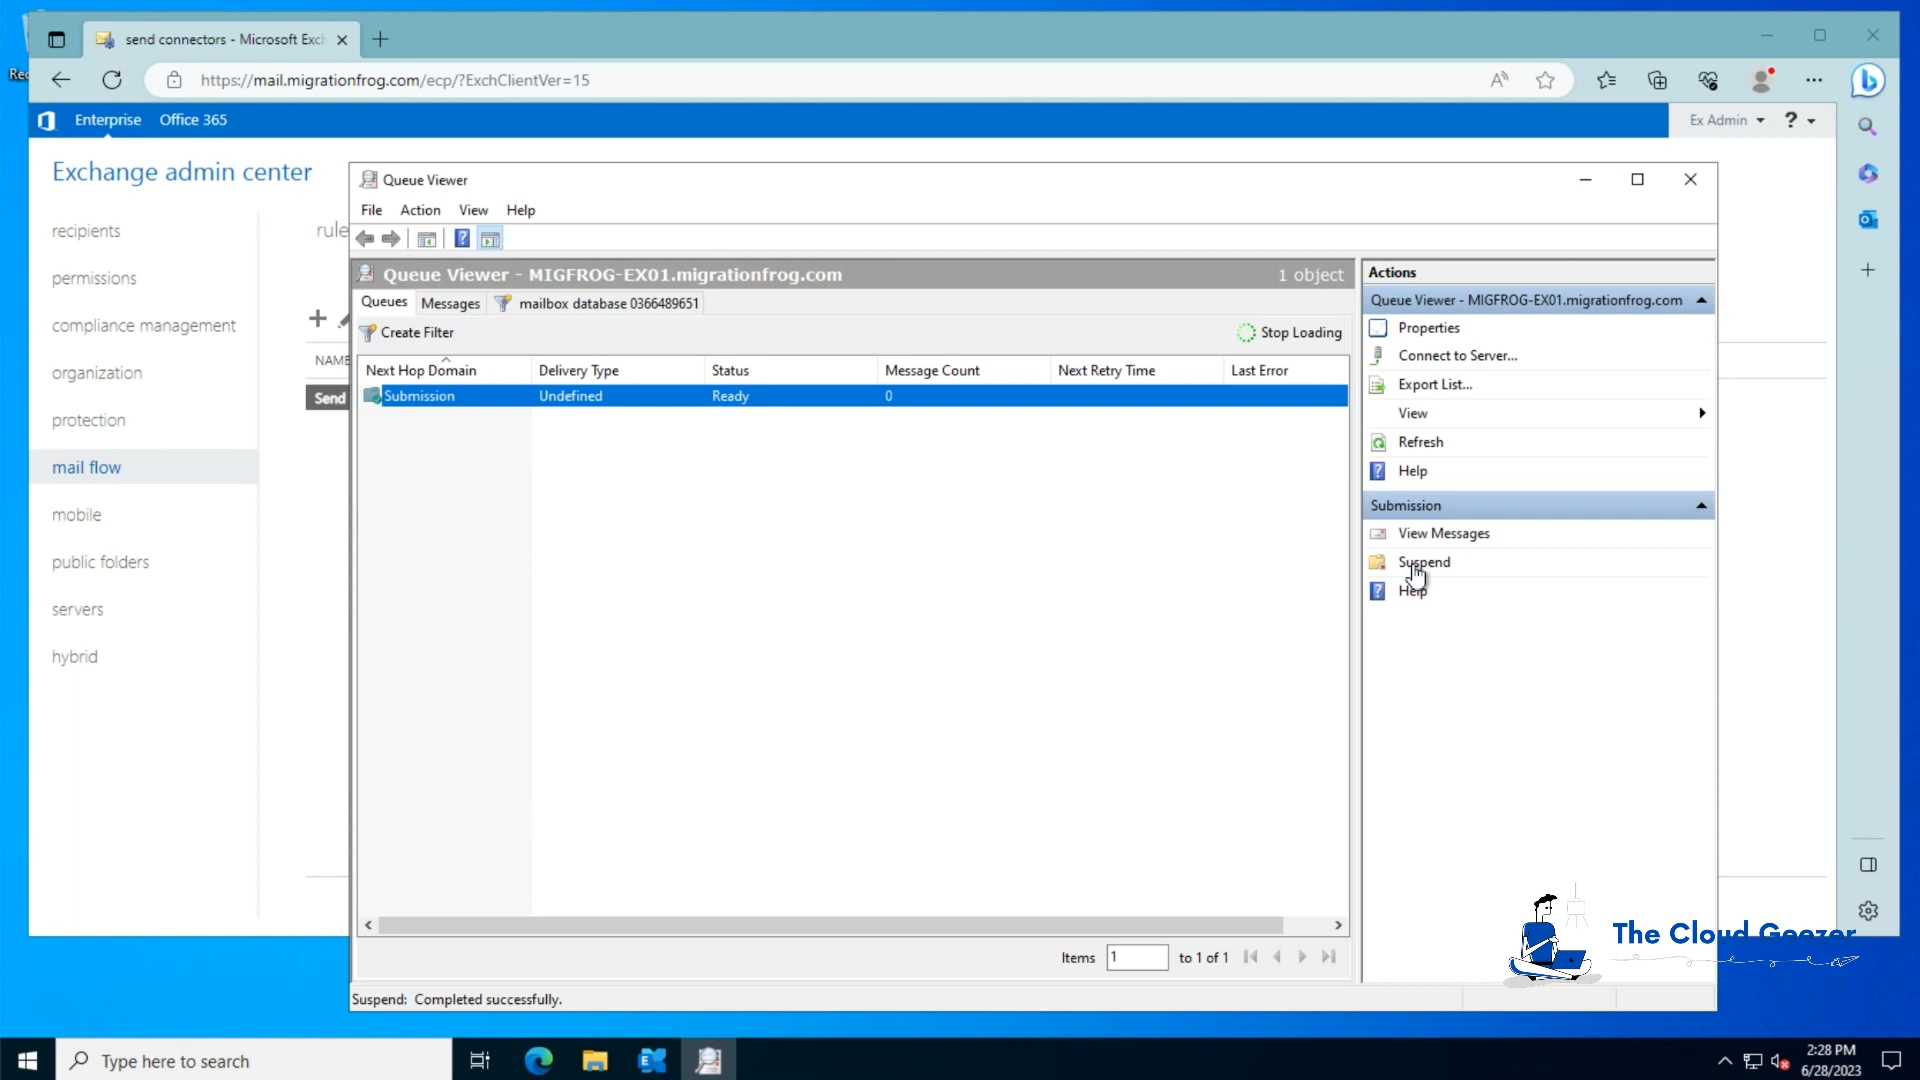 send connectors - Microsoft Exch
https://mail.migrationfrog.com/ecp/?ExchClientVer=15
Enterprise
Office 365
Ex Admin
?
Exchange admin center
recipients
permissions
compliance management
organization
protection
mail flow
mobile
public folders
servers
hybrid
rule
NAME
Send
Queue Viewer
File
Action
View
Help
Queue Viewer - MIGFROG-EX01.migrationfrog.com
1 object
Queues
Messages
mailbox database 0366489651
Create Filter
Stop Loading
Next Hop Domain
Delivery Type
Status
Message Count
Next Retry Time
Last Error
Submission
Undefined
Ready
0
Items
1
to 1 of 1
Suspend: Completed successfully.
Actions
Queue Viewer - MIGFROG-EX01.migrationfrog.com
Properties
Connect to Server...
Export List...
View
Refresh
Help
Submission
View Messages
Suspend
Help
The Cloud Geezer
Type here to search
2:28 PM
6/28/2023